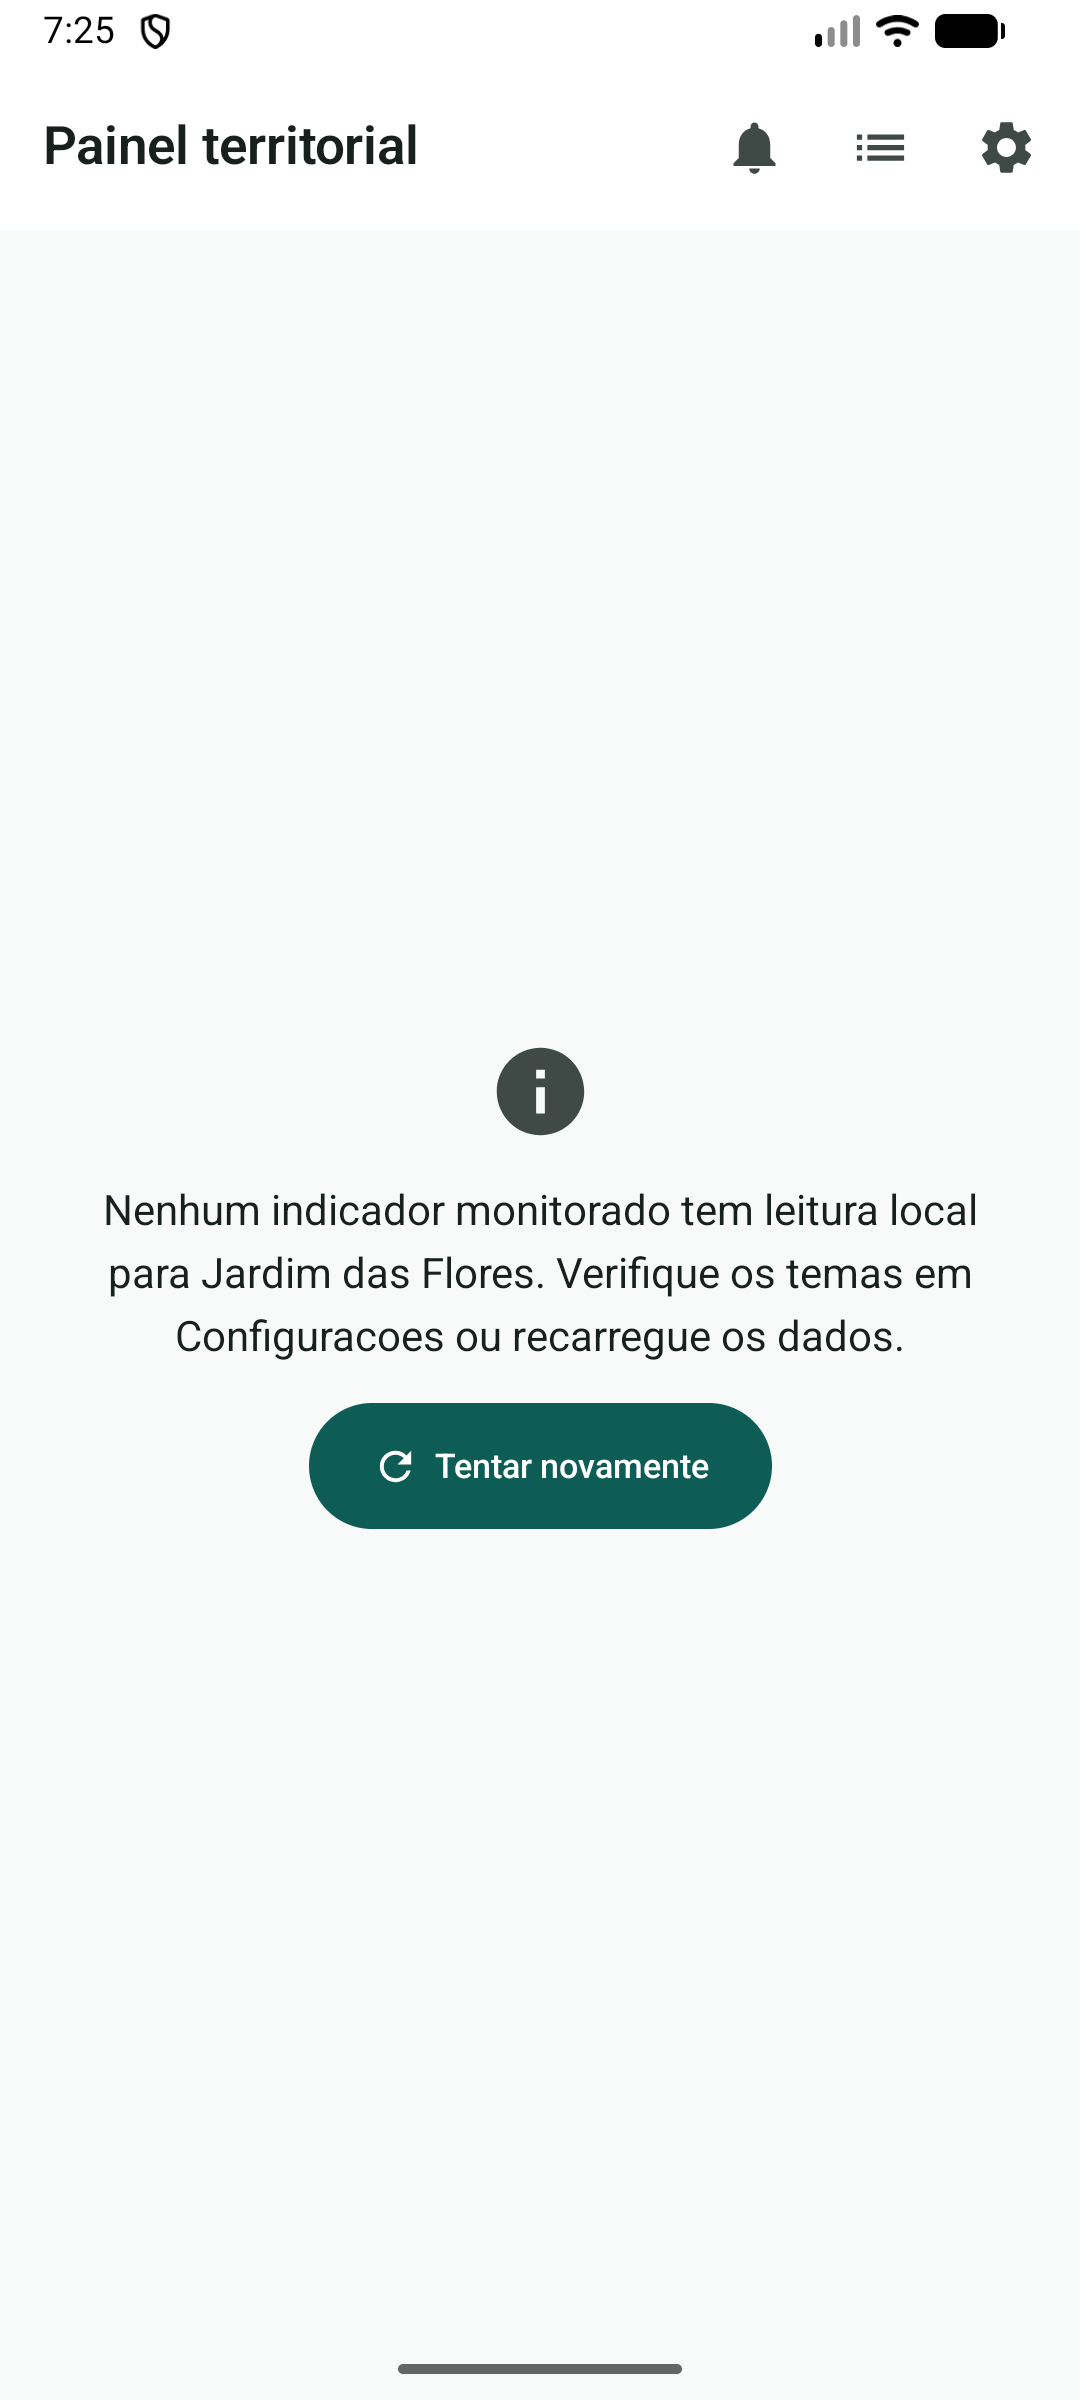 7:25
Painel territorial
Nenhum indicador monitorado tem leitura local
para Jardim das Flores. Verifique os temas em
Configuracoes ou recarregue os dados.
Tentar novamente